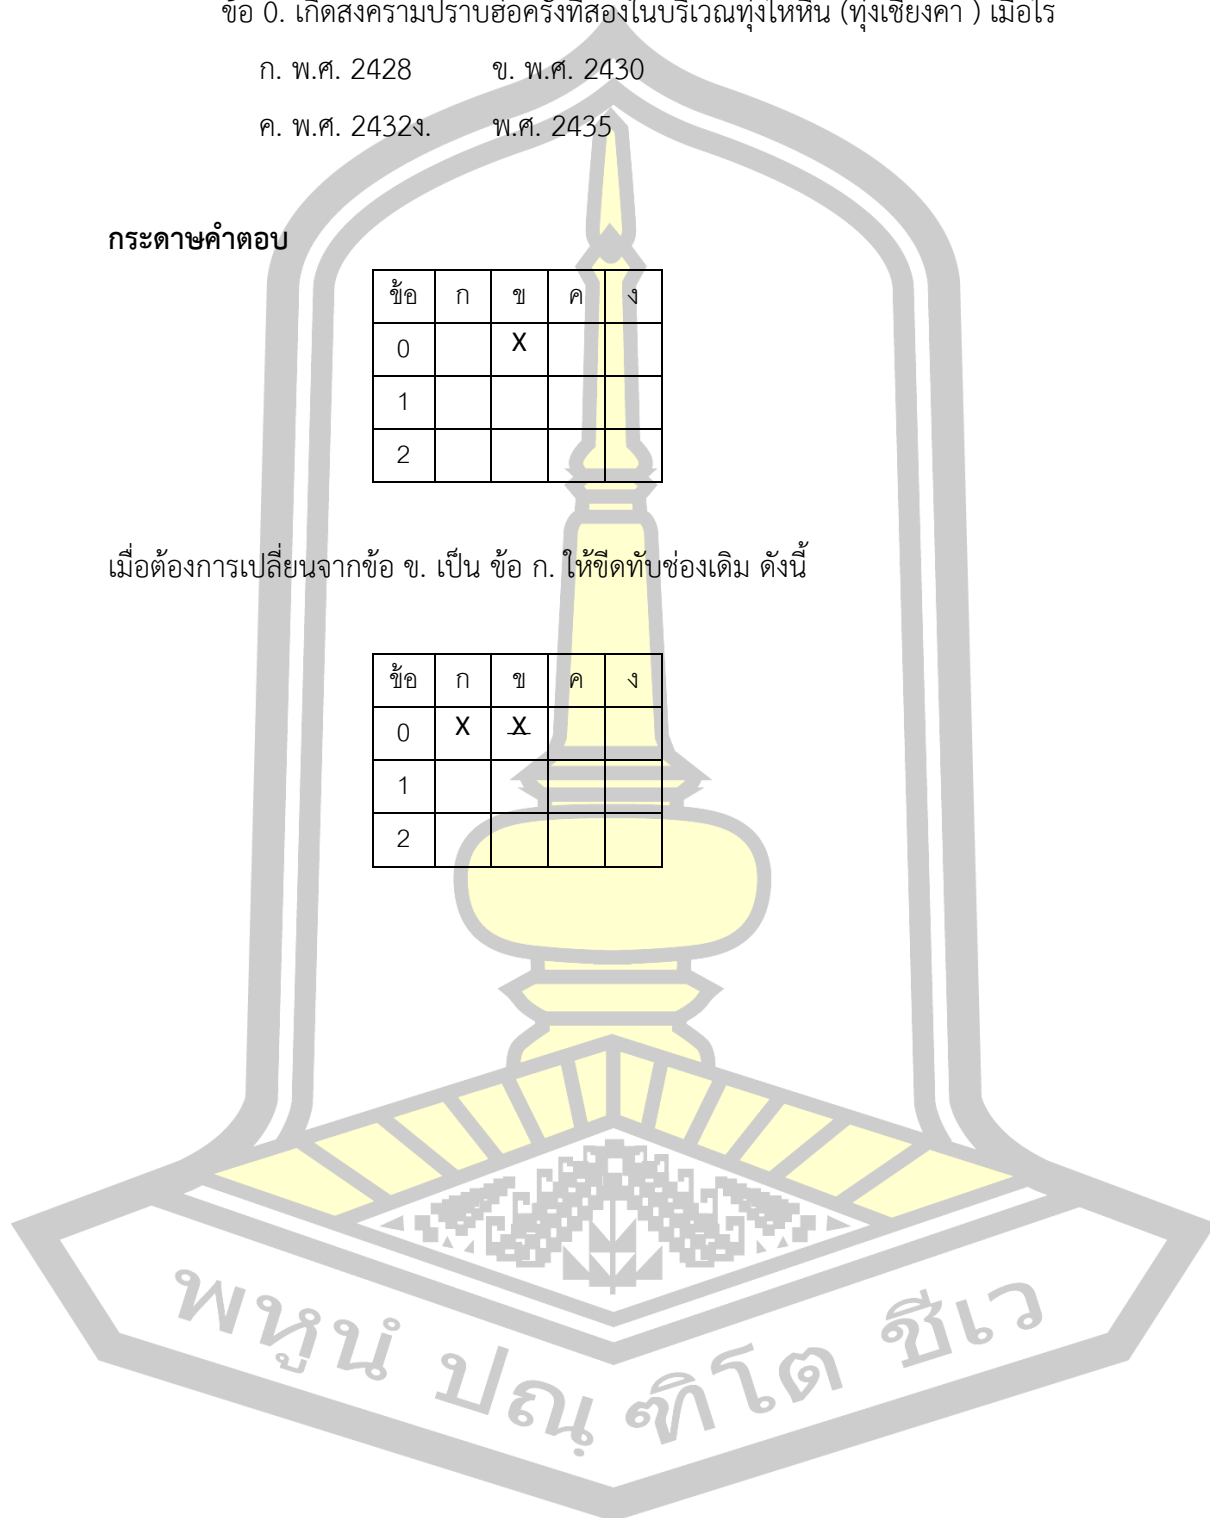 ข้อ 0. เกิดสงครามปราบฮ่อครั้งที่สองในบริเวณทุ่งไหหิน (ทุ่งเชียงคำ ) เมื่อไร
ก. พ.ศ. 2428 ข. พ.ศ. 2430
ค. พ.ศ. 2432ง. พ.ศ. 2435
กระดาษคำตอบ
ข้อ ก ข ค ง
0 X
1
2
เมื่อต้องการเปลี่ยนจากข้อ ข. เป็น ข้อ ก. ให้ขีดทับช่องเดิม ดังนี้
ข้อ ก ข ค ง
0 X X
1
2
พหูนํ ปณฺฑิโต ชีเว